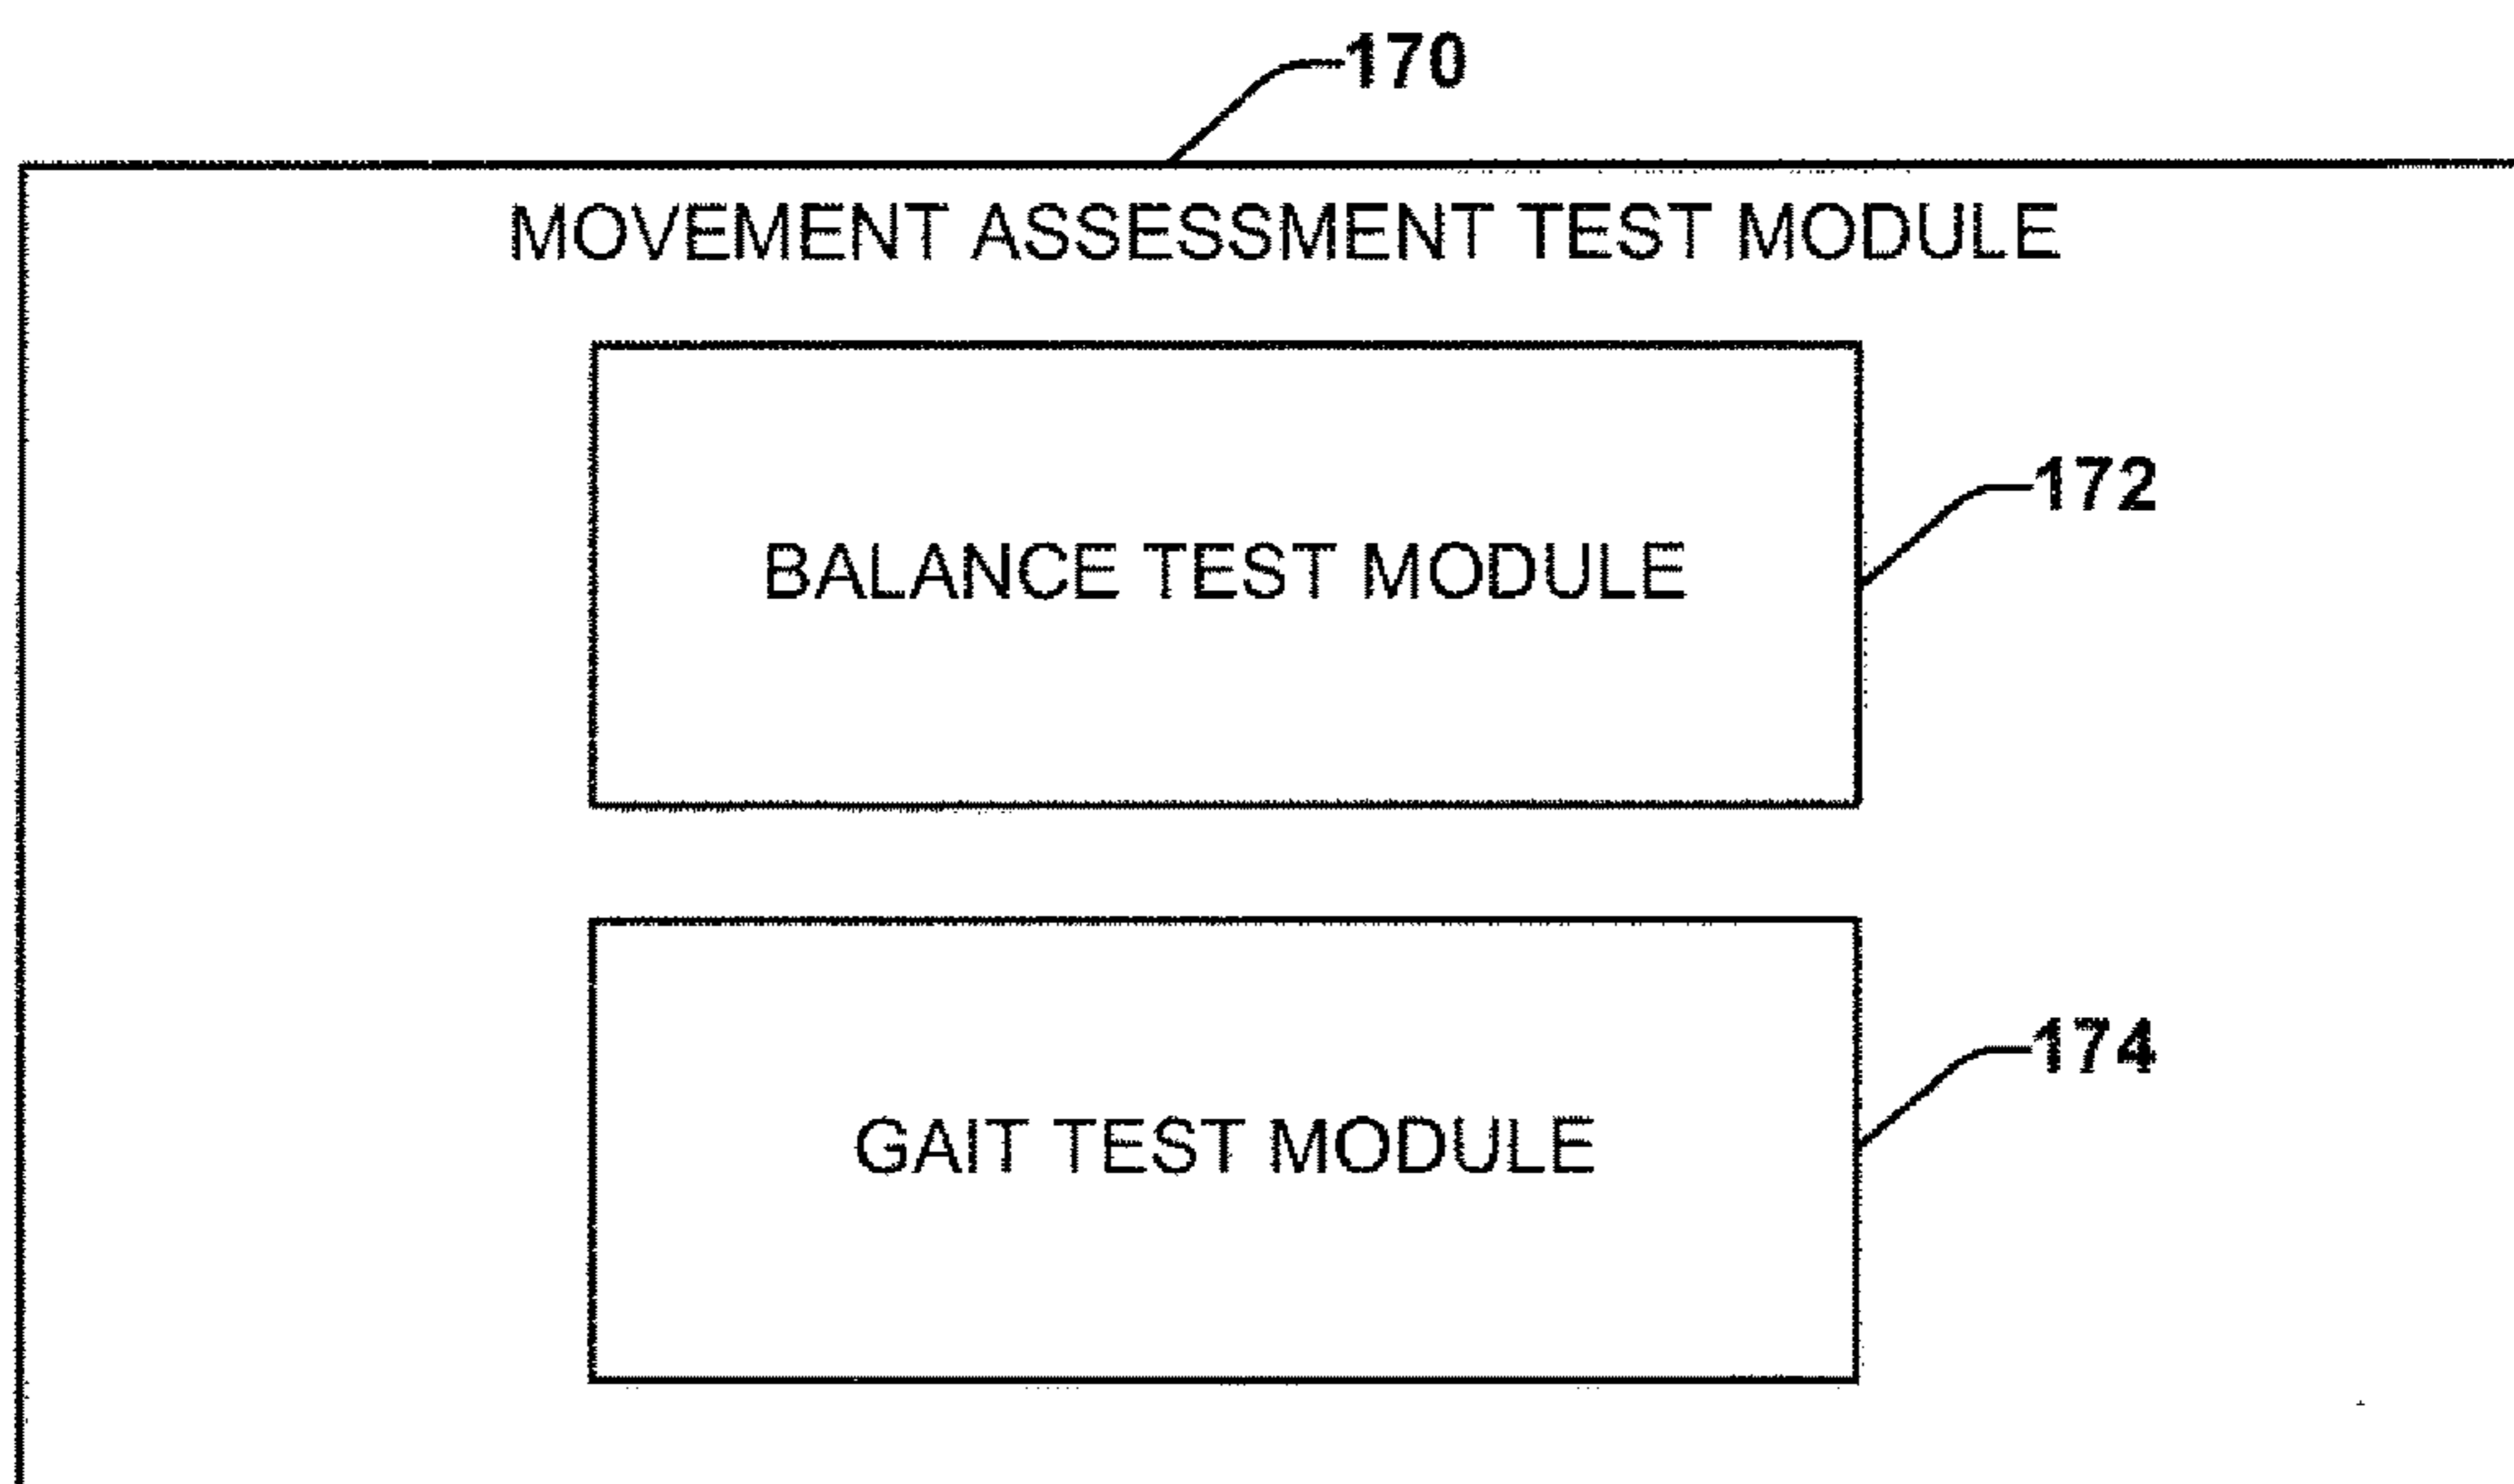 170
MOVEMENT ASSESSMENT TEST MODULE
172
BALANCE TEST MODULE
174
GAIT TEST MODULE